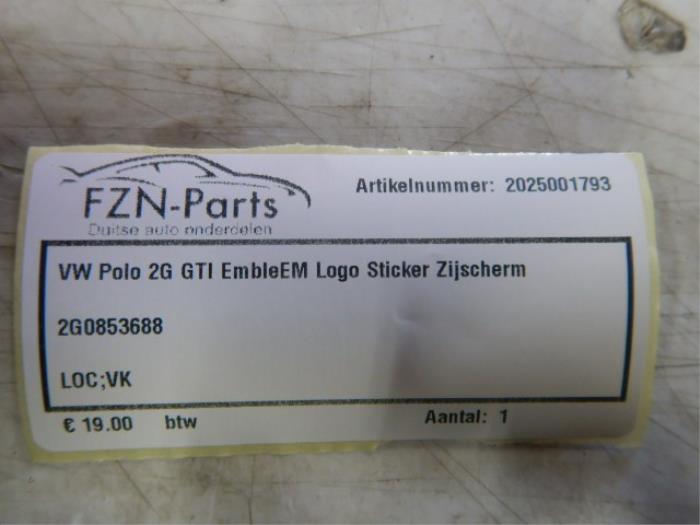 FZN-Parts
Duitse auto onderdelen
Artikelnummer: 2025001793
VW Polo 2G GTI EmbleEM Logo Sticker Zijscherm
2G0853688
LOC;VK
€ 19.00 btw
Aantal: 1